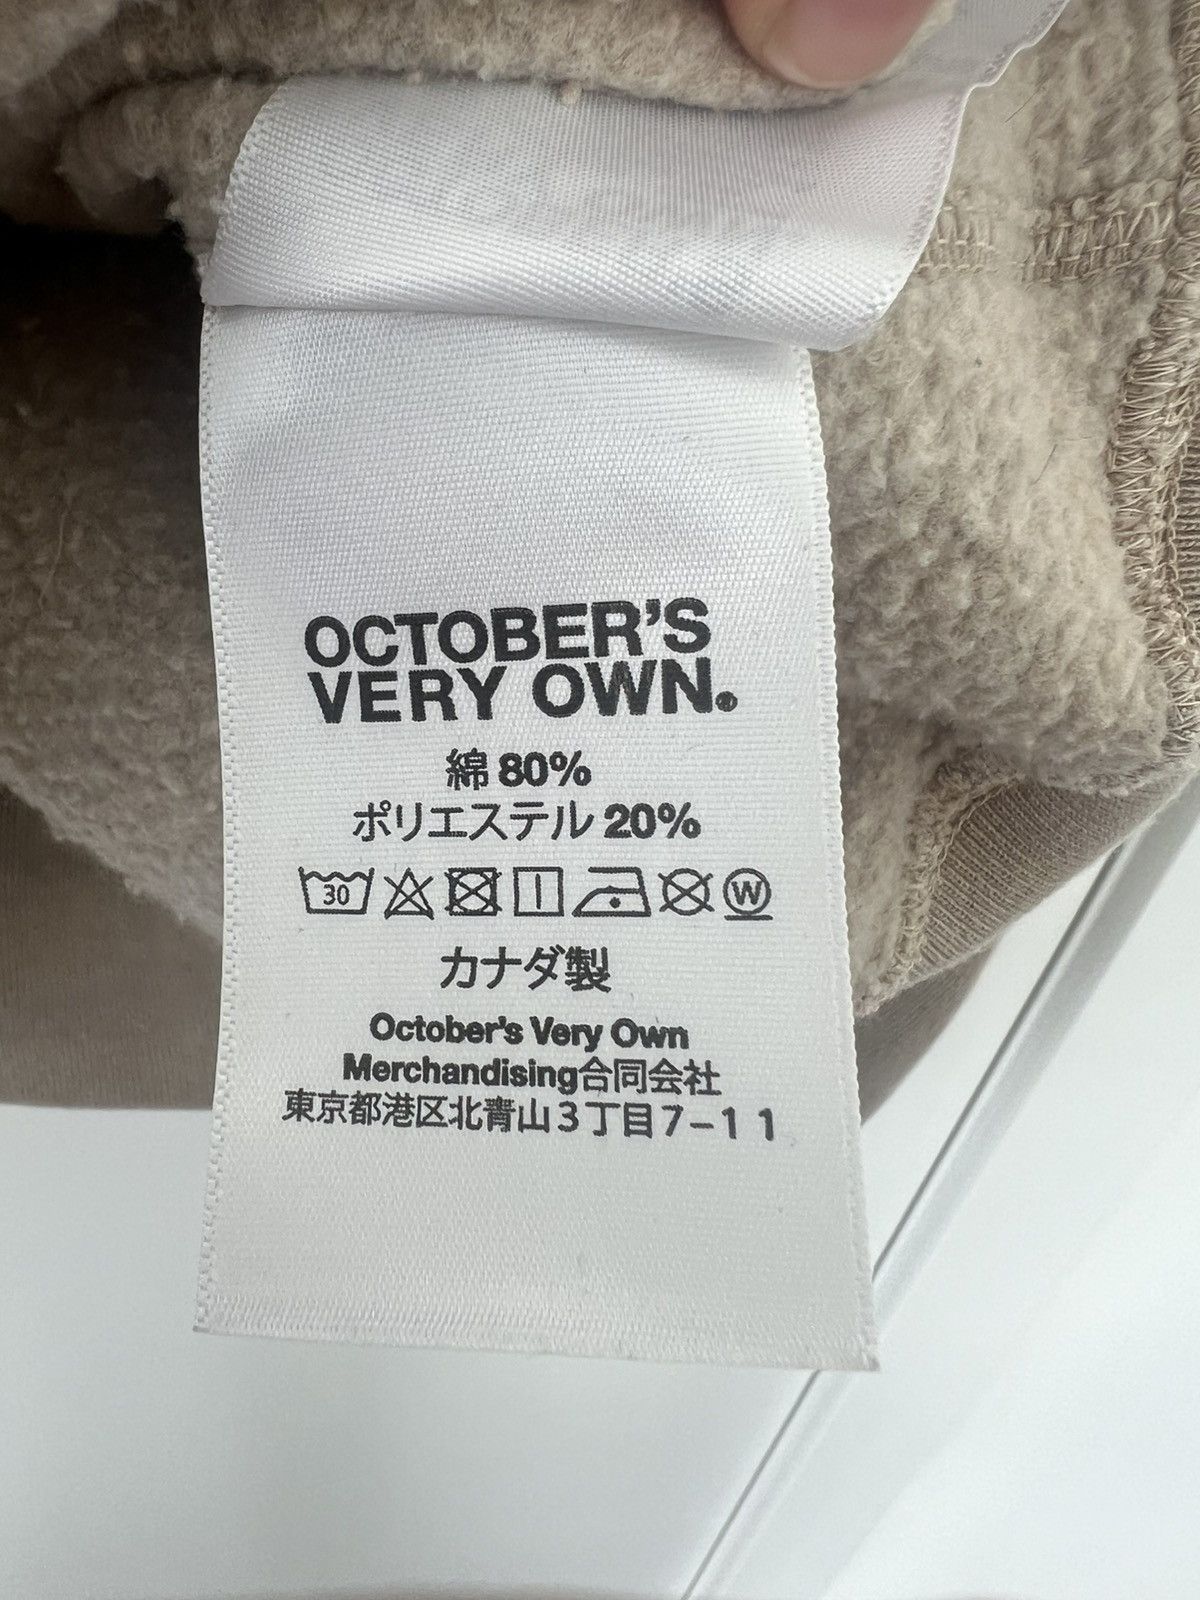 OCTOBER'S
VERY OWN®
綿 80%
ポリエステル 20%
30 W
カナダ製
October's Very Own
Merchandising合同会社
東京都港区北青山3丁目7-11